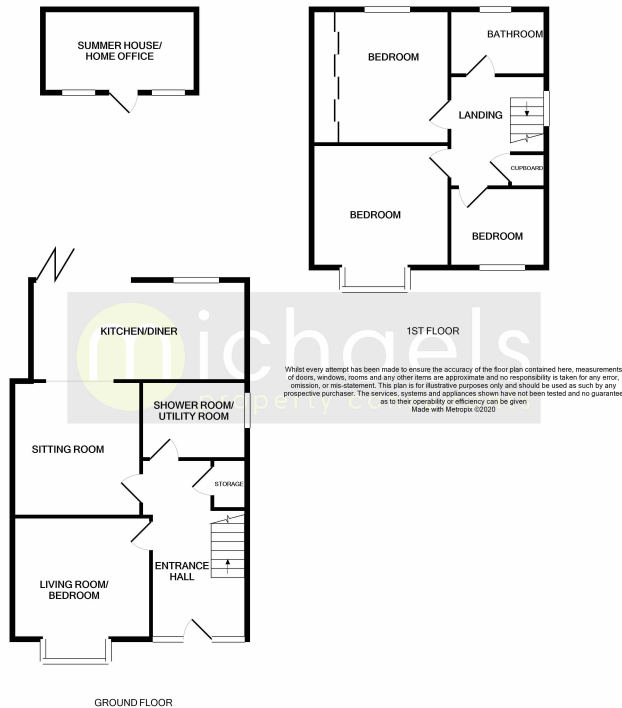 SUMMER HOUSE/
HOME OFFICE
BEDROOM
BATHROOM
LANDING
CUPBOARD
BEDROOM
BEDROOM
1ST FLOOR
KITCHEN/DINER
SHOWER ROOM/
UTILITY ROOM
SITTING ROOM
STORAGE
ENTRANCE
HALL
LIVING ROOM/
BEDROOM
GROUND FLOOR
michaels
property co
Whilst every attempt has been made to ensure the accuracy of the floor plan contained here, measurements
of doors, windows, rooms and any other items are approximate and no responsibility is taken for any error,
omission, or mis-statement. This plan is for illustrative purposes only and should be used as such by any
prospective purchaser. The services, systems and appliances shown have not been tested and no guarantee
as to their operability or efficiency can be given
Made with Metropix ©2020